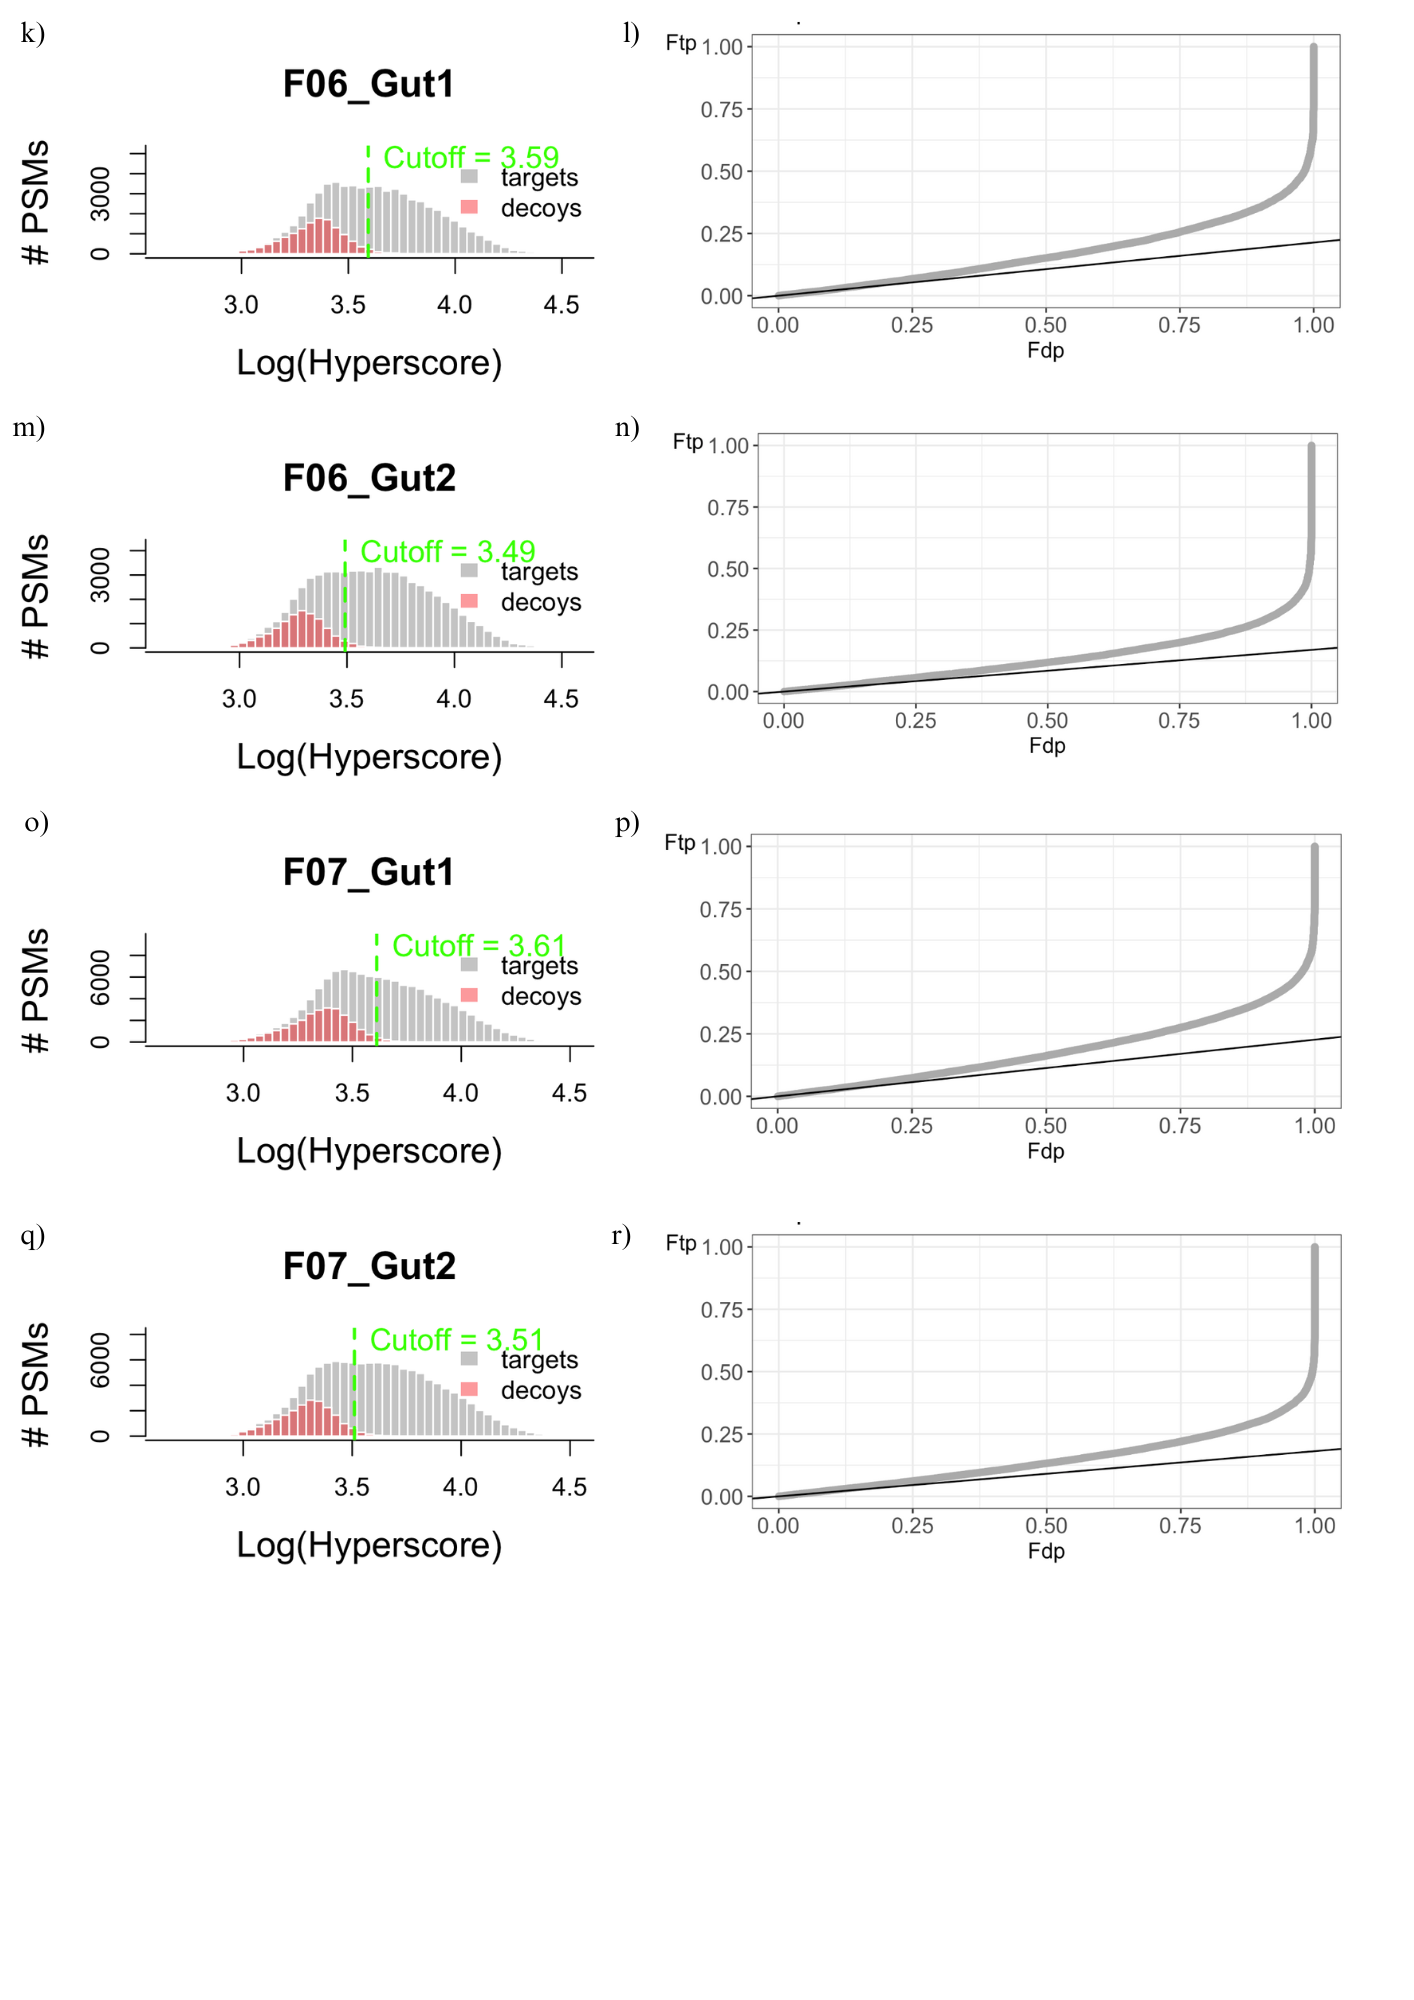 k)
F06_Gut1
# PSMs
3000
0
Cutoff = 3.59
targets
decoys
3.0 3.5 4.0 4.5
Log(Hyperscore)
l)
Ftp
1.00
0.75
0.50
0.25
0.00
0.00 0.25 0.50 0.75 1.00
Fdp
m)
F06_Gut2
# PSMs
3000
0
Cutoff = 3.49
targets
decoys
3.0 3.5 4.0 4.5
Log(Hyperscore)
n)
Ftp
1.00
0.75
0.50
0.25
0.00
0.00 0.25 0.50 0.75 1.00
Fdp
o)
F07_Gut1
# PSMs
6000
0
Cutoff = 3.61
targets
decoys
3.0 3.5 4.0 4.5
Log(Hyperscore)
p)
Ftp
1.00
0.75
0.50
0.25
0.00
0.00 0.25 0.50 0.75 1.00
Fdp
q)
F07_Gut2
# PSMs
6000
0
Cutoff = 3.51
targets
decoys
3.0 3.5 4.0 4.5
Log(Hyperscore)
r)
Ftp
1.00
0.75
0.50
0.25
0.00
0.00 0.25 0.50 0.75 1.00
Fdp